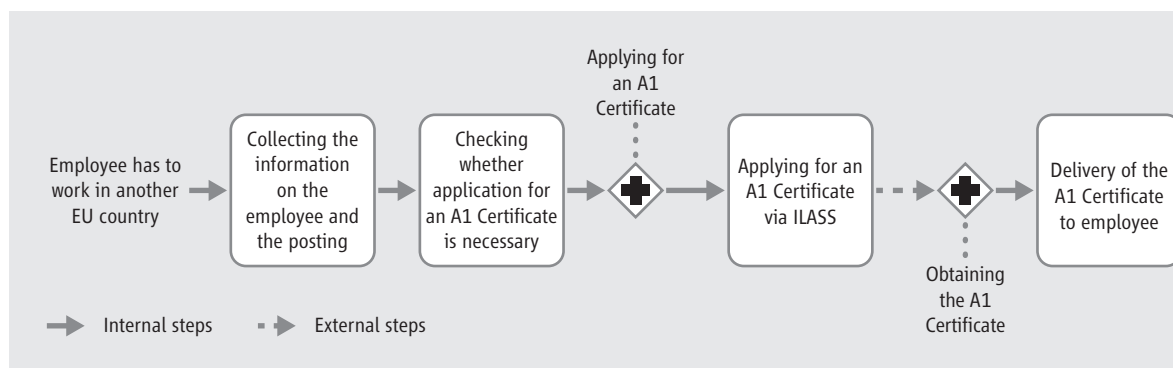 Employee has to
work in another
EU country
Collecting the
information
on the
employee and
the posting
Checking
whether
application for
an A1 Certificate
is necessary
Applying for
an A1
Certificate
Applying for an
A1 Certificate
via ILASS
Obtaining
the A1
Certificate
Delivery of the
A1 Certificate
to employee
Internal steps
External steps